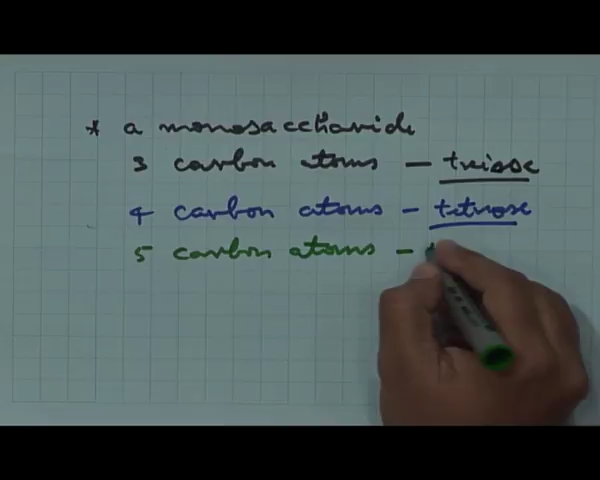 * a monosaccharide
3 carbon atoms – triose
4 carbon atoms – tetrose
5 carbon atoms –